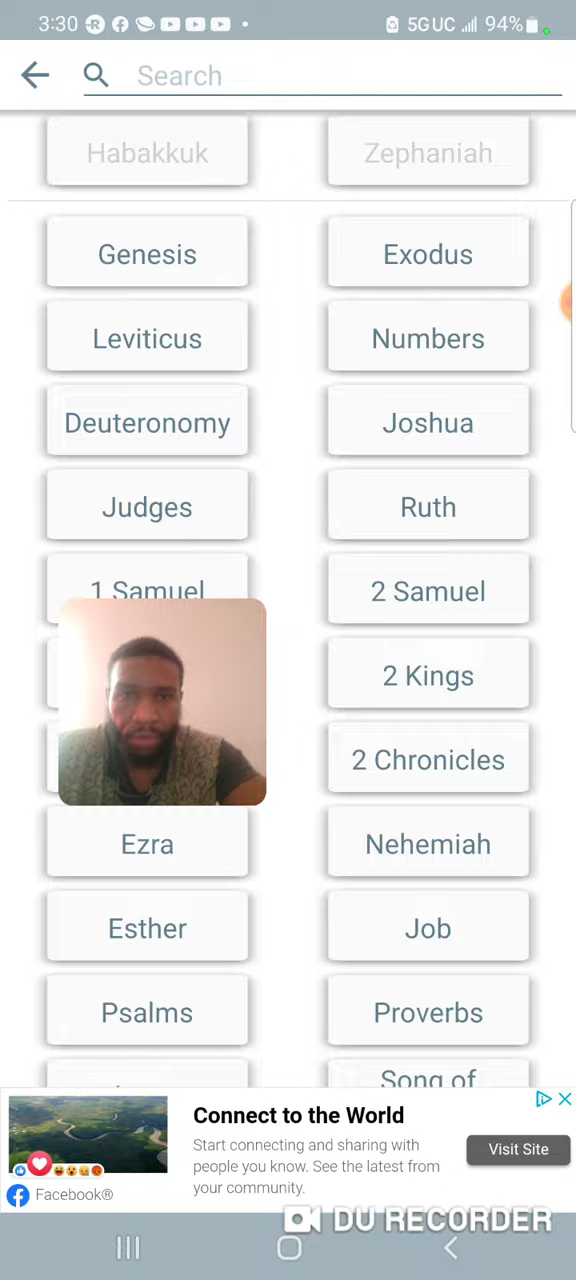 3:30
5G UC
94%
Search
Habakkuk
Zephaniah
Genesis
Exodus
Leviticus
Numbers
Deuteronomy
Joshua
Judges
Ruth
1 Samuel
2 Samuel
2 Kings
2 Chronicles
Ezra
Nehemiah
Esther
Job
Psalms
Proverbs
Song of
Connect to the World
Start connecting and sharing with
people you know. See the latest from
your community.
Visit Site
Facebook®
DU RECORDER